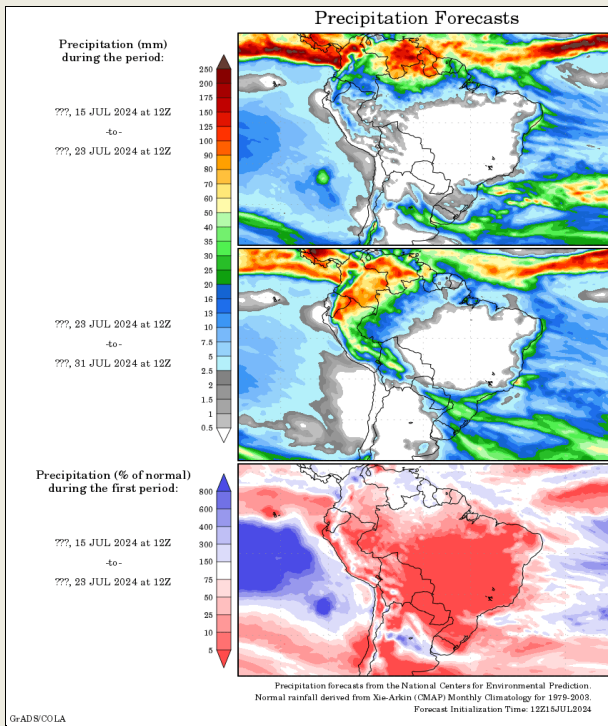 Precipitation Forecasts
Precipitation (mm)
during the period:
???, 15 JUL 2024 at 12Z
-to-
???, 23 JUL 2024 at 12Z
250
200
175
150
125
100
90
80
70
60
50
40
35
30
25
20
16
13
10
7.5
5
2.5
2
1.5
1
0.5
???, 23 JUL 2024 at 12Z
-to-
???, 31 JUL 2024 at 12Z
Precipitation (% of normal)
during the first period:
???, 15 JUL 2024 at 12Z
-to-
???, 23 JUL 2024 at 12Z
800
600
400
300
150
75
50
25
10
5
Precipitation forecasts from the National Centers for Environmental Prediction.
Normal rainfall derived from Xie-Arkin (CMAP) Monthly Climatology for 1979-2003.
Forecast Initialization Time: 12Z15JUL2024
GrADS/COLA